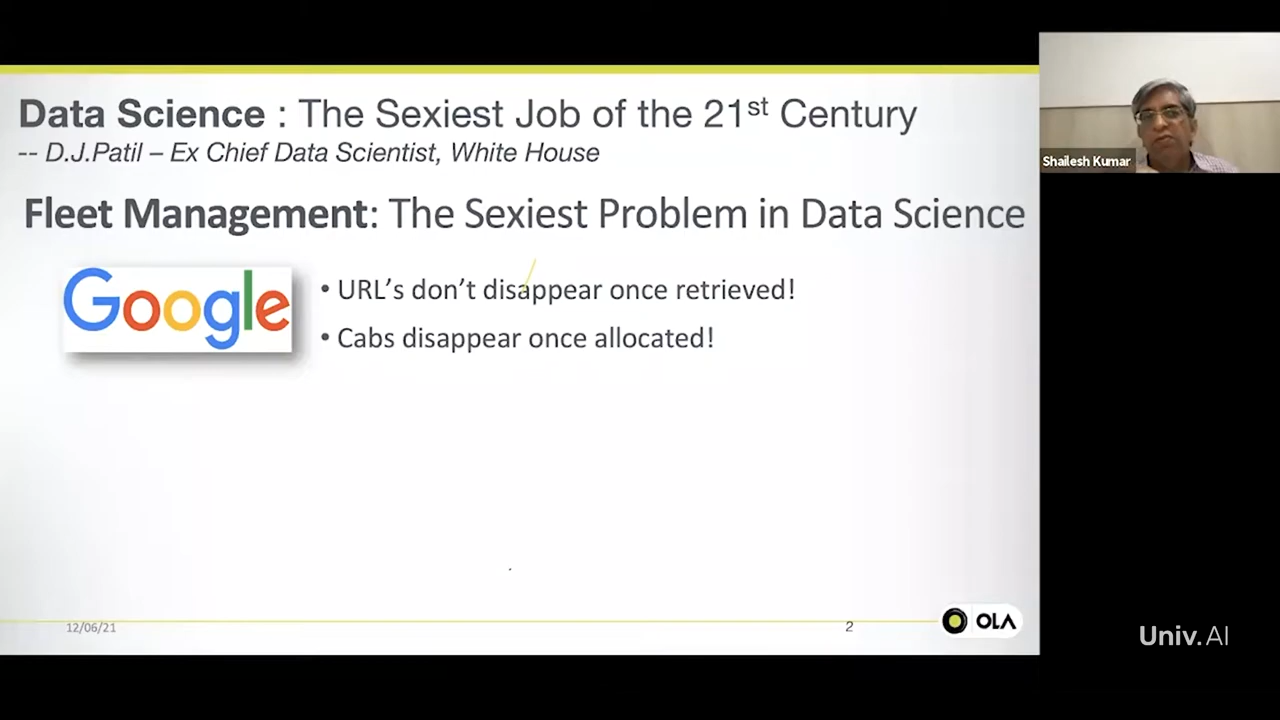 Data Science : The Sexiest Job of the 21st Century
-- D.J.Patil – Ex Chief Data Scientist, White House
Shailesh Kumar
Fleet Management: The Sexiest Problem in Data Science
Google
• URL's don't disappear once retrieved!
• Cabs disappear once allocated!
12/06/21
2
OLA
Univ.AI